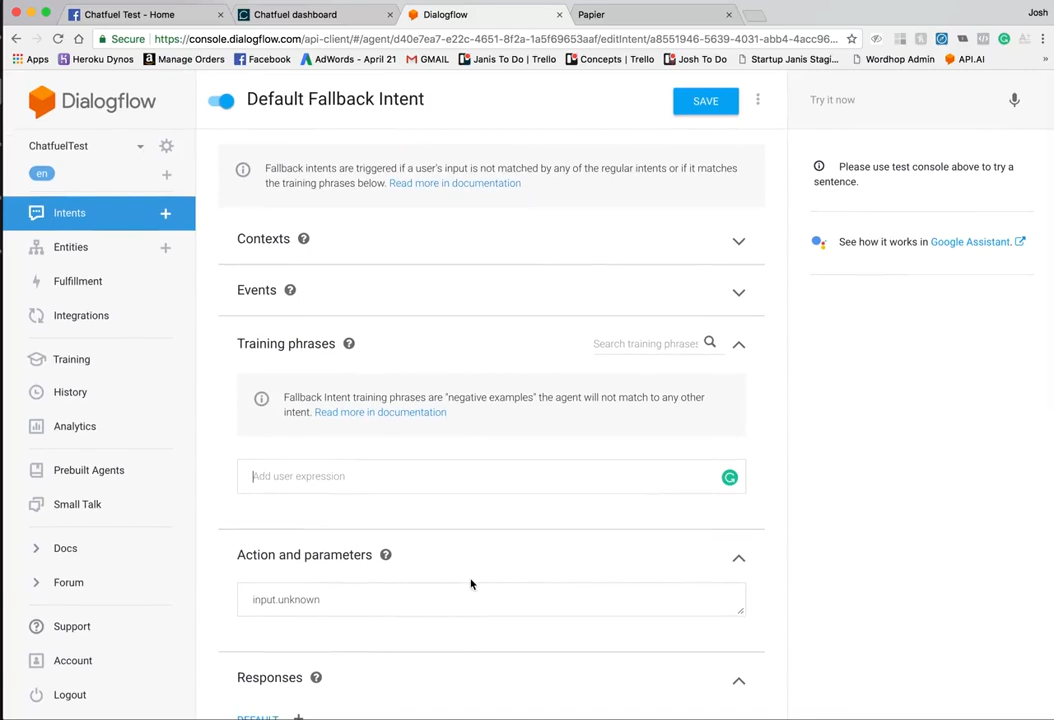 Chatfuel Test - Home
Chatfuel dashboard
Dialogflow
Papier
Josh
Secure
https://console.dialogflow.com/api-client/#/agent/d40e7ea7-e22c-4651-8f2a-1a5f69653aaf/editIntent/a8551946-5639-4031-abb4-4acc96...
Apps
Heroku Dynos
Manage Orders
Facebook
AdWords - April 21
GMAIL
Janis To Do | Trello
Concepts | Trello
Josh To Do
Startup Janis Stagi...
Wordhop Admin
API.AI
»
Dialogflow
Default Fallback Intent
SAVE
Try it now
ChatfuelTest
en
Intents
Entities
Fulfillment
Integrations
Training
History
Analytics
Prebuilt Agents
Small Talk
Docs
Forum
Support
Account
Logout
Fallback intents are triggered if a user's input is not matched by any of the regular intents or if it matches
the training phrases below. Read more in documentation
Contexts
Events
Training phrases
Search training phrases
Fallback Intent training phrases are "negative examples" the agent will not match to any other
intent. Read more in documentation
Add user expression
Action and parameters
input.unknown
Responses
DEFAULT
Please use test console above to try a
sentence.
See how it works in Google Assistant.